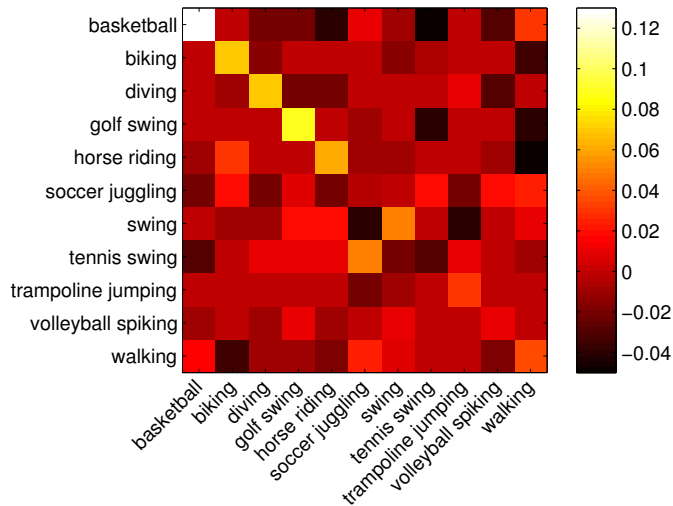 basketball
biking
diving
golf swing
horse riding
soccer juggling
swing
tennis swing
trampoline jumping
volleyball spiking
walking
basketball
biking
diving
golf swing
horse riding
soccer juggling
swing
tennis swing
trampoline jumping
volleyball spiking
walking
0.12
0.1
0.08
0.06
0.04
0.02
0
−0.02
−0.04